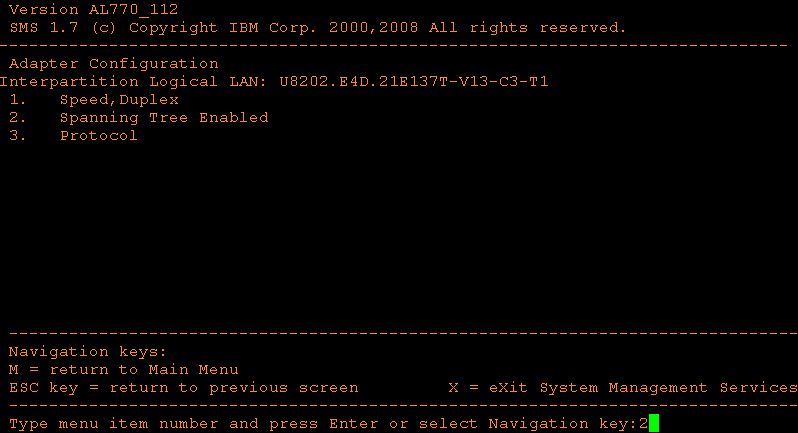 Version AL770_112
SMS 1.7 (c) Copyright IBM Corp. 2000,2008 All rights reserved.
--------------------------------------------------------------------------------
Adapter Configuration
Interpartition Logical LAN: U8202.E4D.21E137T-V13-C3-T1
1.   Speed,Duplex
2.   Spanning Tree Enabled
3.   Protocol
--------------------------------------------------------------------------------
Navigation keys:
M = return to Main Menu
ESC key = return to previous screen         X = eXit System Management Services
--------------------------------------------------------------------------------
Type menu item number and press Enter or select Navigation key:2